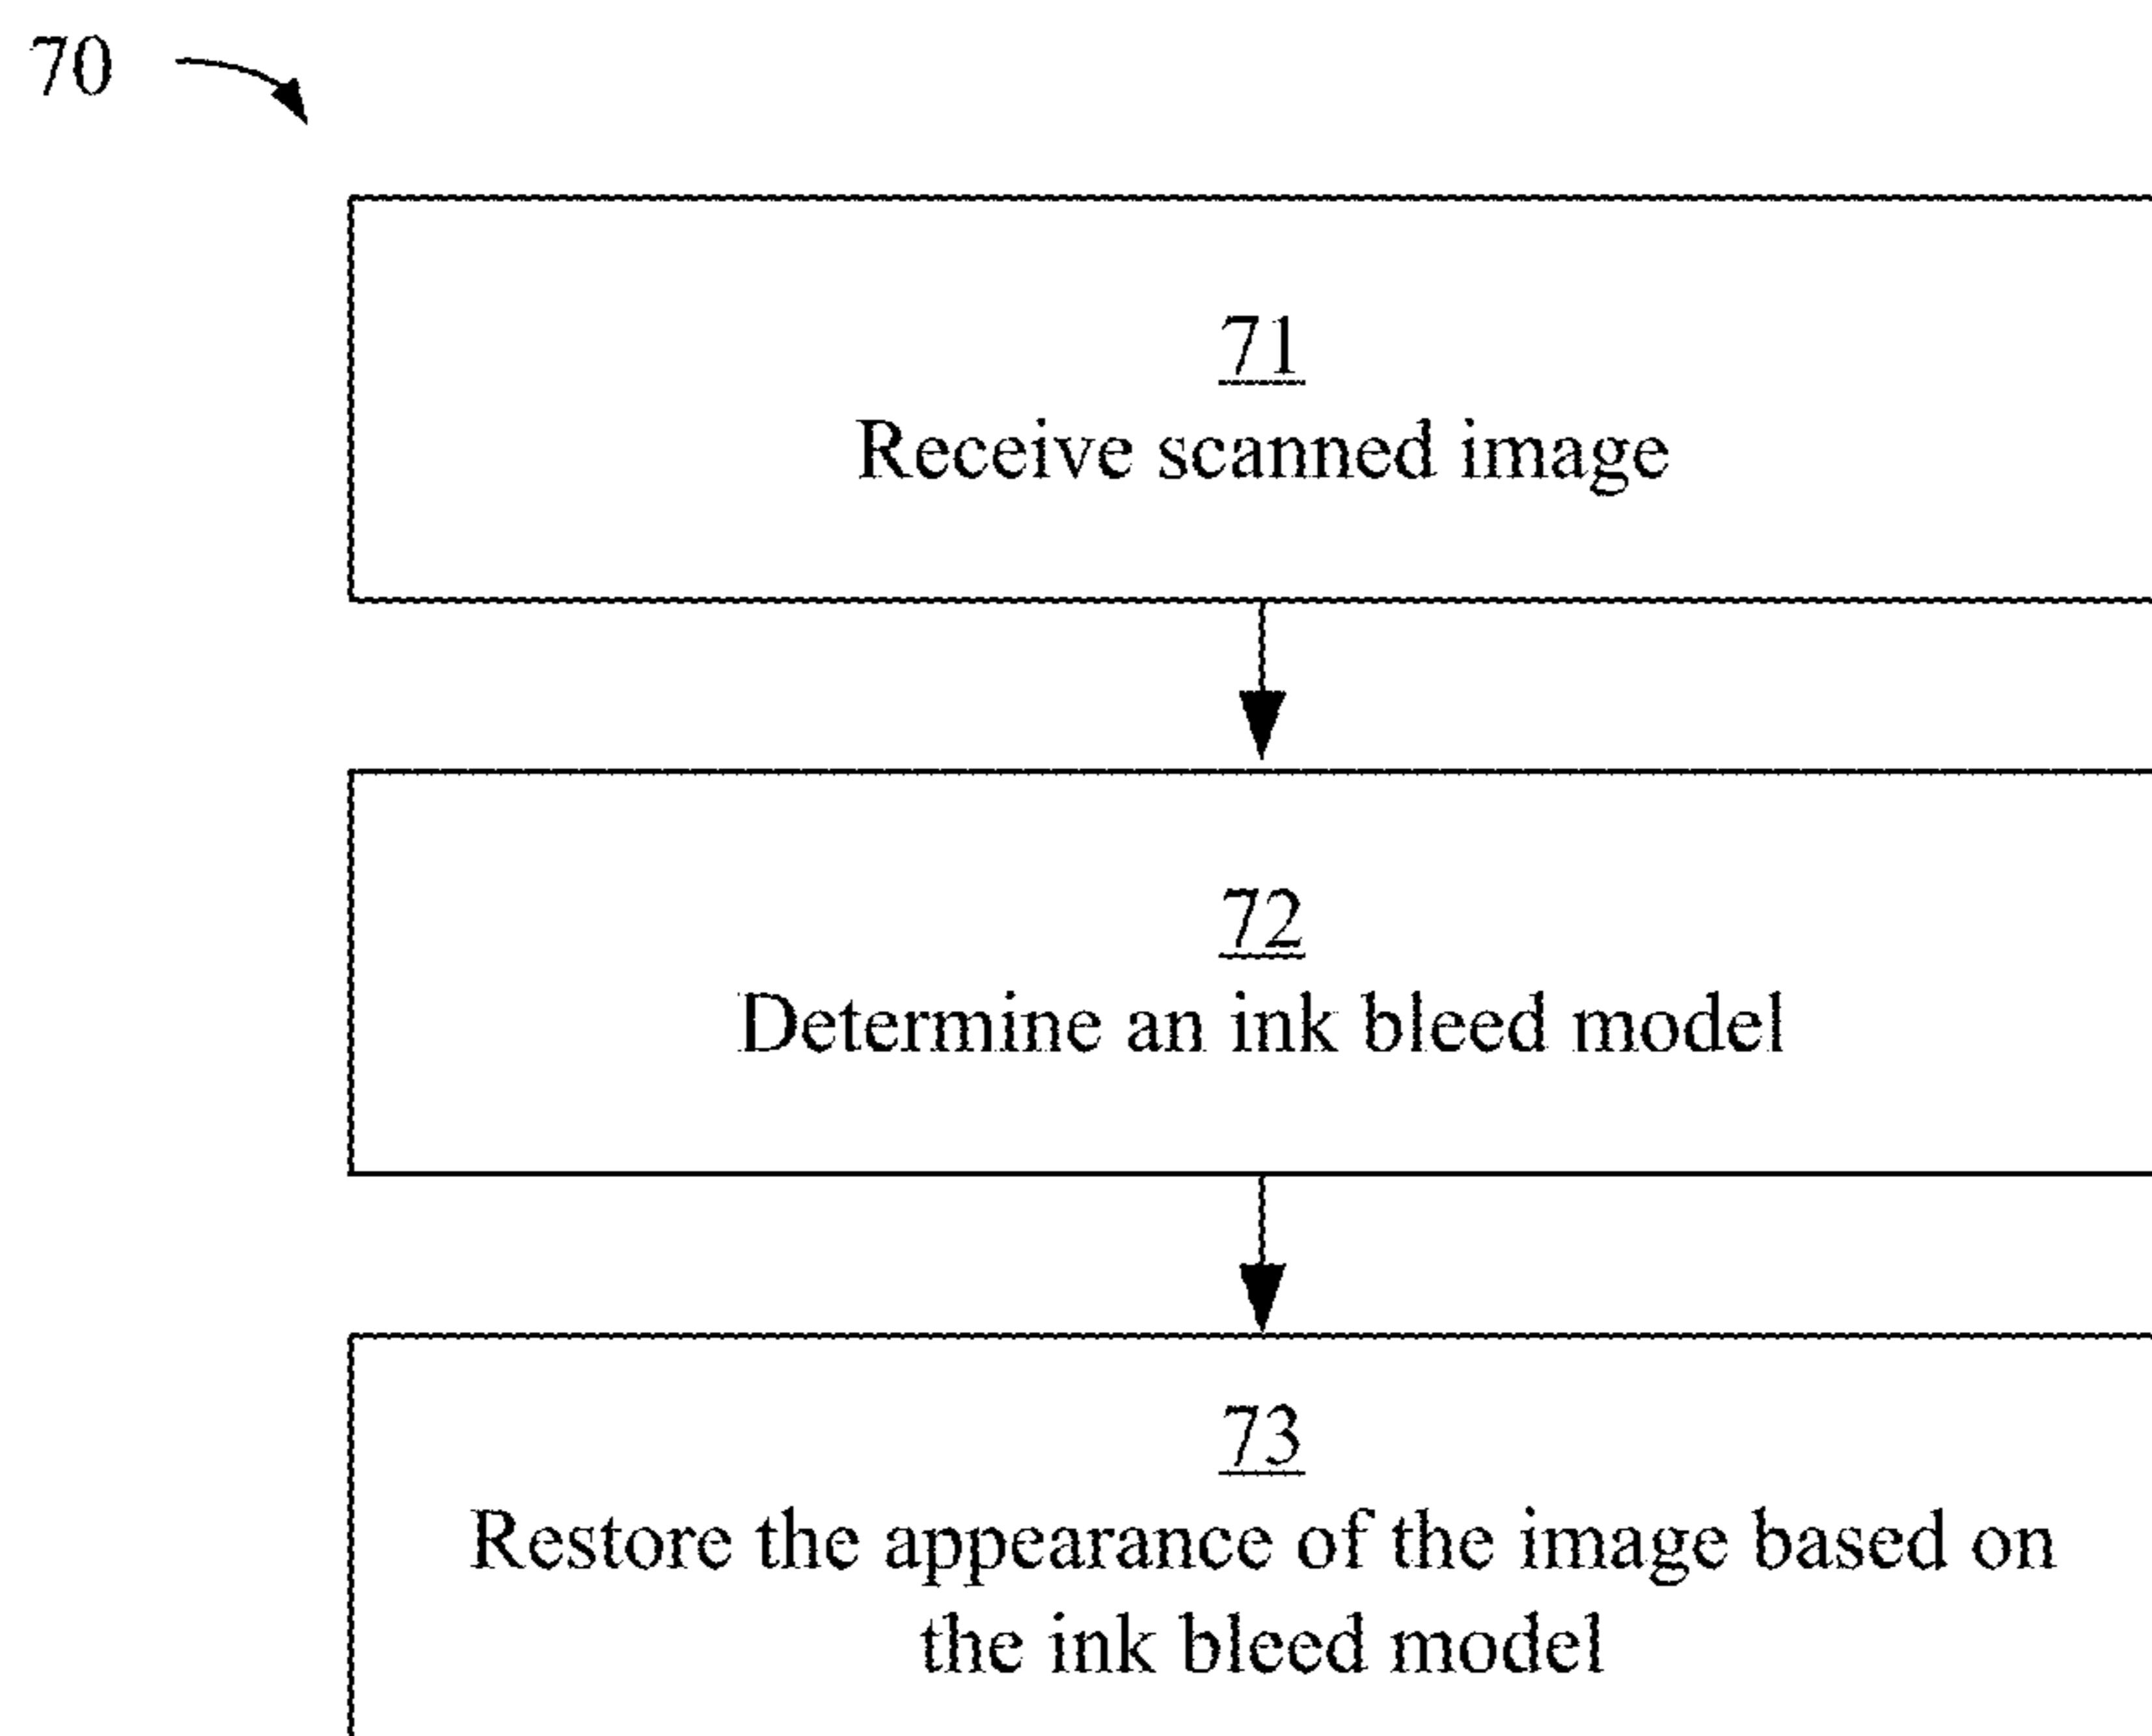 70
71
Receive scanned image
72
Determine an ink bleed model
73
Restore the appearance of the image based on
the ink bleed model